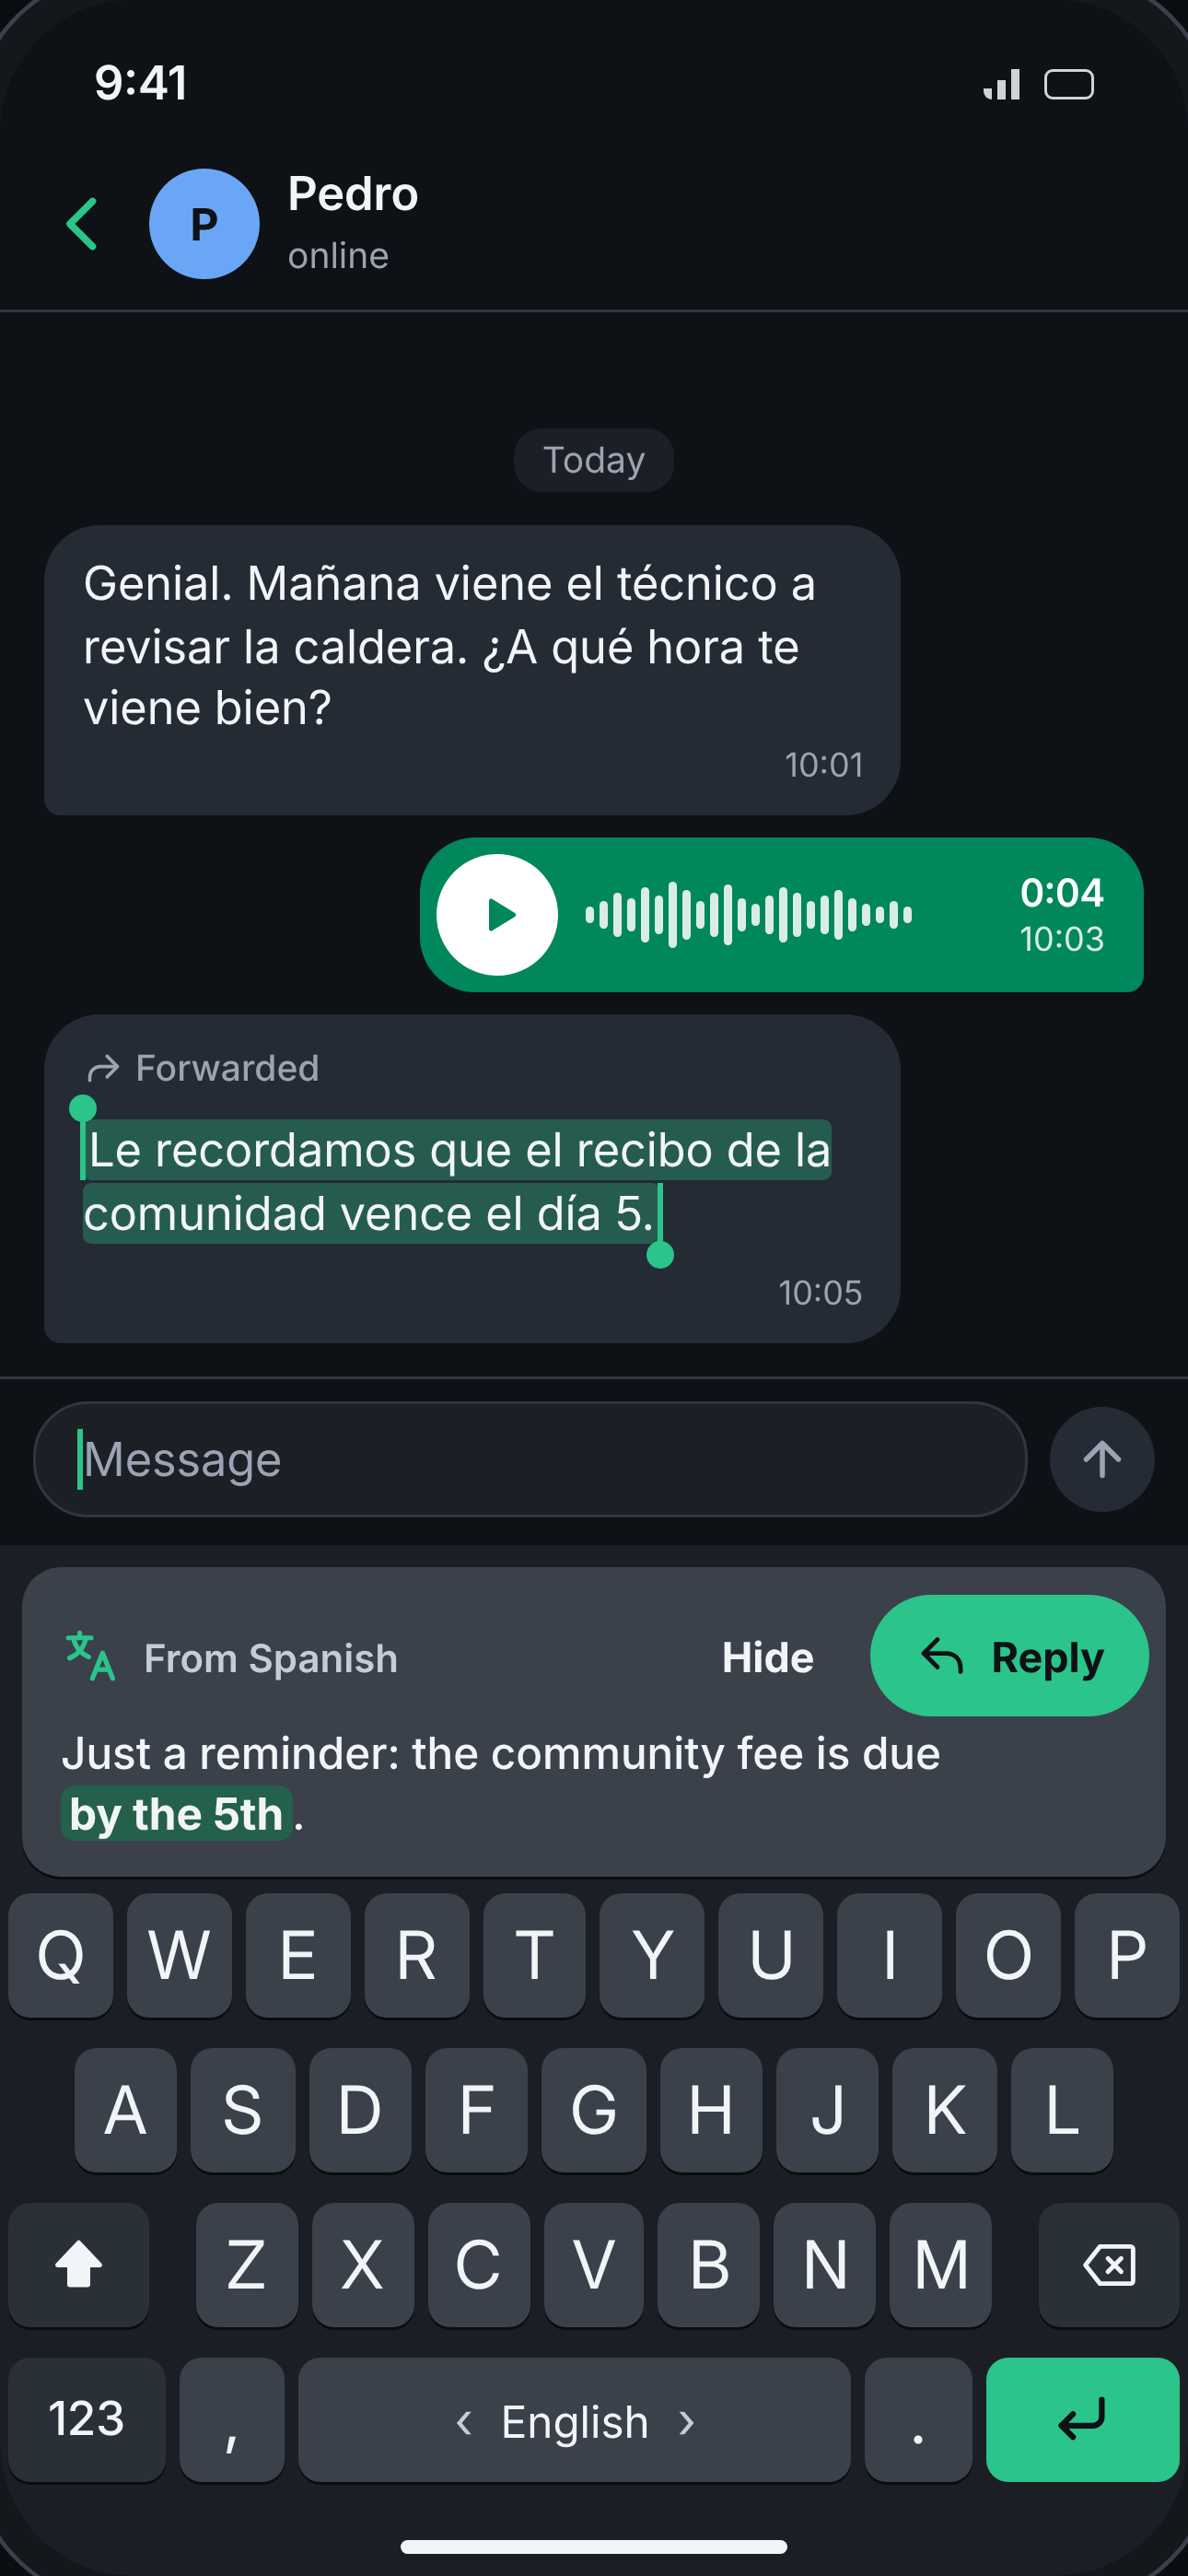 9:41
P
Pedro
online
Today
Genial. Mañana viene el técnico a
revisar la caldera. ¿A qué hora te
viene bien?
10:01
0:04
10:03
Forwarded
Le recordamos que el recibo de la
comunidad vence el día 5.
10:05
Message
From Spanish
Hide
Reply
Just a reminder: the community fee is due
by the 5th.
Q W E R T Y U I O P
A S D F G H J K L
Z X C V B N M
123 , ‹ English › .